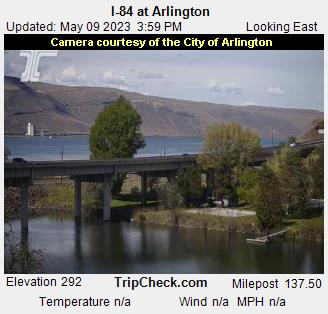 I-84 at Arlington
Updated: May 09 2023 3:59 PM Looking East
Camera courtesy of the City of Arlington
Elevation 292 TripCheck.com Milepost 137.50
Temperature n/a Wind n/a MPH n/a